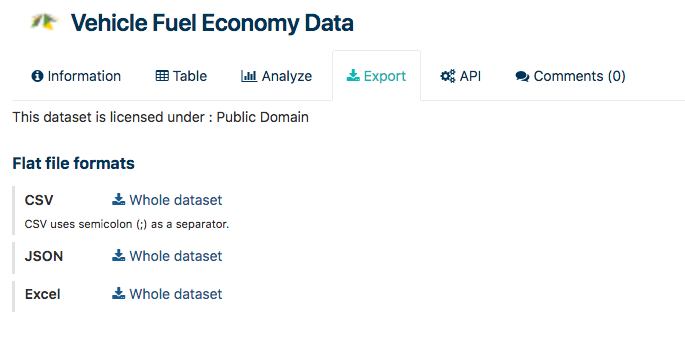 Vehicle Fuel Economy Data
Information Table Analyze Export API Comments (0)
This dataset is licensed under : Public Domain
Flat file formats
CSV Whole dataset
CSV uses semicolon (;) as a separator.
JSON Whole dataset
Excel Whole dataset